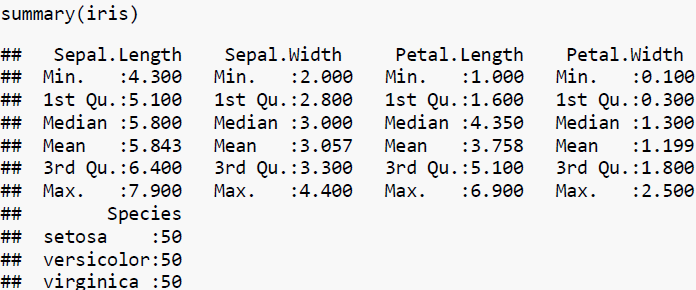 summary(iris)
##   Sepal.Length    Sepal.Width     Petal.Length    Petal.Width
##  Min.   :4.300   Min.   :2.000   Min.   :1.000   Min.   :0.100
##  1st Qu.:5.100   1st Qu.:2.800   1st Qu.:1.600   1st Qu.:0.300
##  Median :5.800   Median :3.000   Median :4.350   Median :1.300
##  Mean   :5.843   Mean   :3.057   Mean   :3.758   Mean   :1.199
##  3rd Qu.:6.400   3rd Qu.:3.300   3rd Qu.:5.100   3rd Qu.:1.800
##  Max.   :7.900   Max.   :4.400   Max.   :6.900   Max.   :2.500
##        Species
##  setosa    :50
##  versicolor:50
##  virginica :50